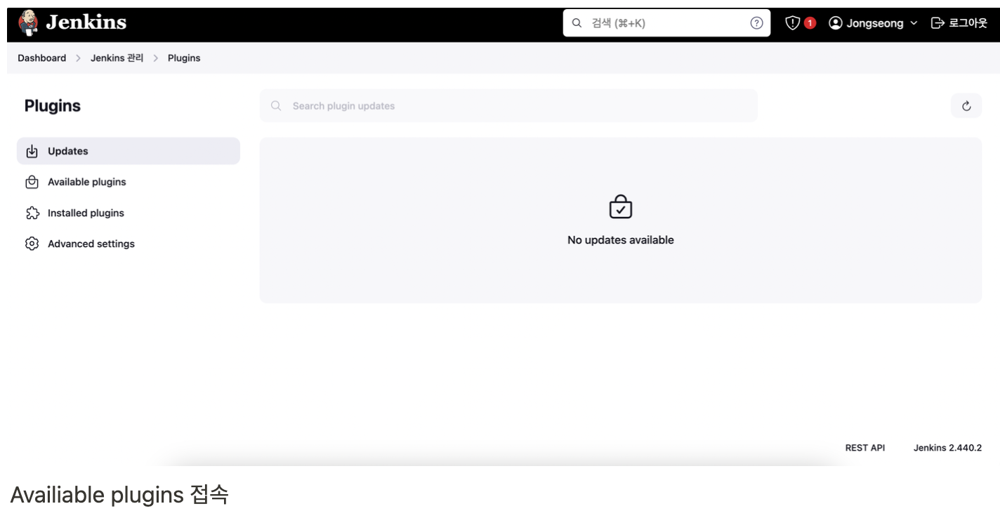 Jenkins
검색 (⌘+K)
1
Jongseong
로그아웃
Dashboard > Jenkins 관리 > Plugins
Plugins
Search plugin updates
Updates
Available plugins
Installed plugins
Advanced settings
No updates available
REST API
Jenkins 2.440.2
Availiable plugins 접속